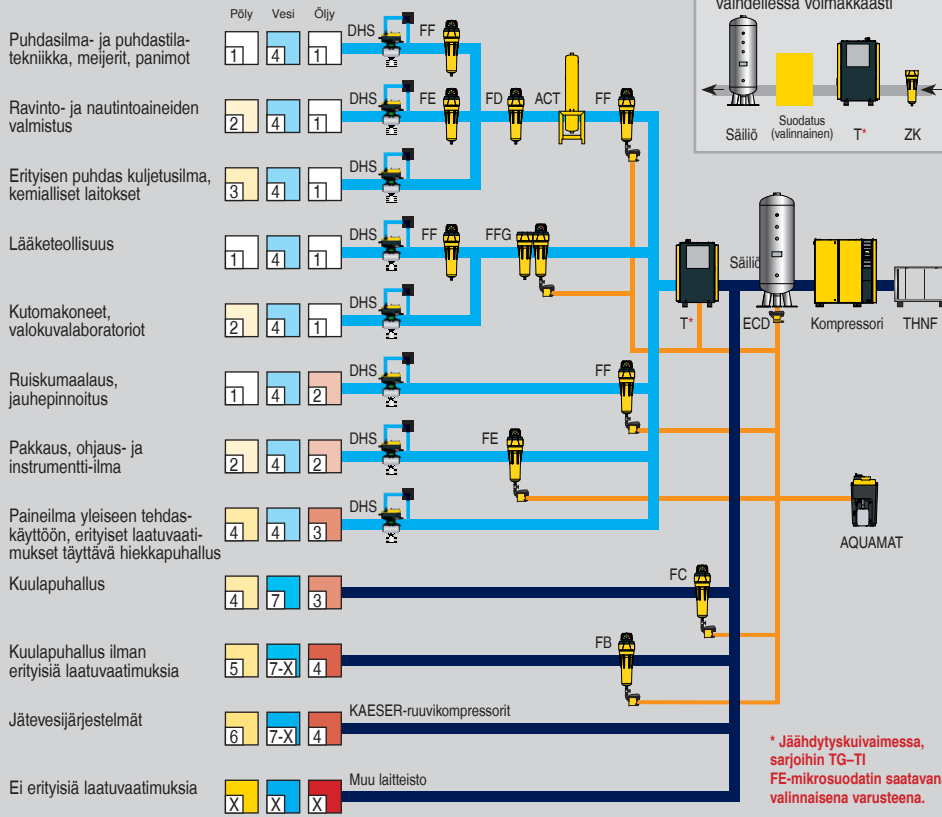 vaihdellessa voimakkaasti
Säiliö
Suodatus
(valinnainen)
T*
ZK
Pöly Vesi Öljy
Puhdasilma- ja puhdastila-
tekniikka, meijerit, panimot
1 4 1
DHS FF
Ravinto- ja nautintoaineiden
valmistus
2 4 1
DHS FE FD ACT FF
Erityisen puhdas kuljetusilma,
kemialliset laitokset
3 4 1
DHS
Lääketeollisuus
1 4 1
DHS FF FFG
Säiliö
T* ECD Kompressori THNF
Kutomakoneet,
valokuvalaboratoriot
2 4 1
DHS
Ruiskumaalaus,
jauhepinnoitus
1 4 2
DHS FF
Pakkaus, ohjaus- ja
instrumentti-ilma
2 4 2
DHS FE
Paineilma yleiseen tehdas-
käyttöön, erityiset laatuvaati-
mukset täyttävä hiekkapuhallus
4 4 3
DHS
AQUAMAT
Kuulapuhallus
4 7 3
FC
Kuulapuhallus ilman
erityisiä laatuvaatimuksia
5 7-X 4
FB
Jätevesijärjestelmät
6 7-X 4
KAESER-ruuvikompressorit
Ei erityisiä laatuvaatimuksia
X X X
Muu laitteisto
* Jäähdytyskuivaimessa,
sarjoihin TG–TI
FE-mikrosuodatin saatavana
valinnaisena varusteena.